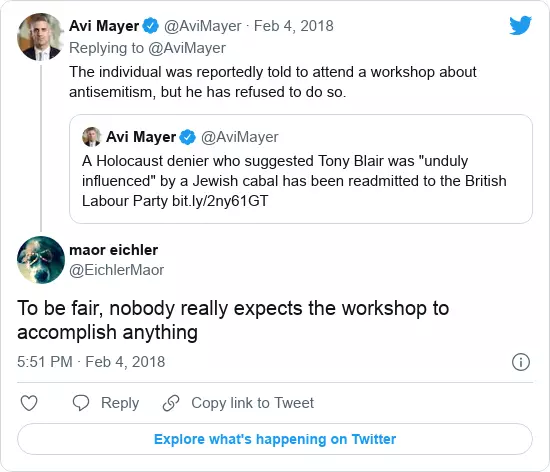 Avi Mayer @AviMayer · Feb 4, 2018
Replying to @AviMayer
The individual was reportedly told to attend a workshop about
antisemitism, but he has refused to do so.
Avi Mayer @AviMayer
A Holocaust denier who suggested Tony Blair was "unduly
influenced" by a Jewish cabal has been readmitted to the British
Labour Party bit.ly/2ny61GT
maor eichler
@EichlerMaor
To be fair, nobody really expects the workshop to
accomplish anything
5:51 PM · Feb 4, 2018
Reply Copy link to Tweet
Explore what's happening on Twitter